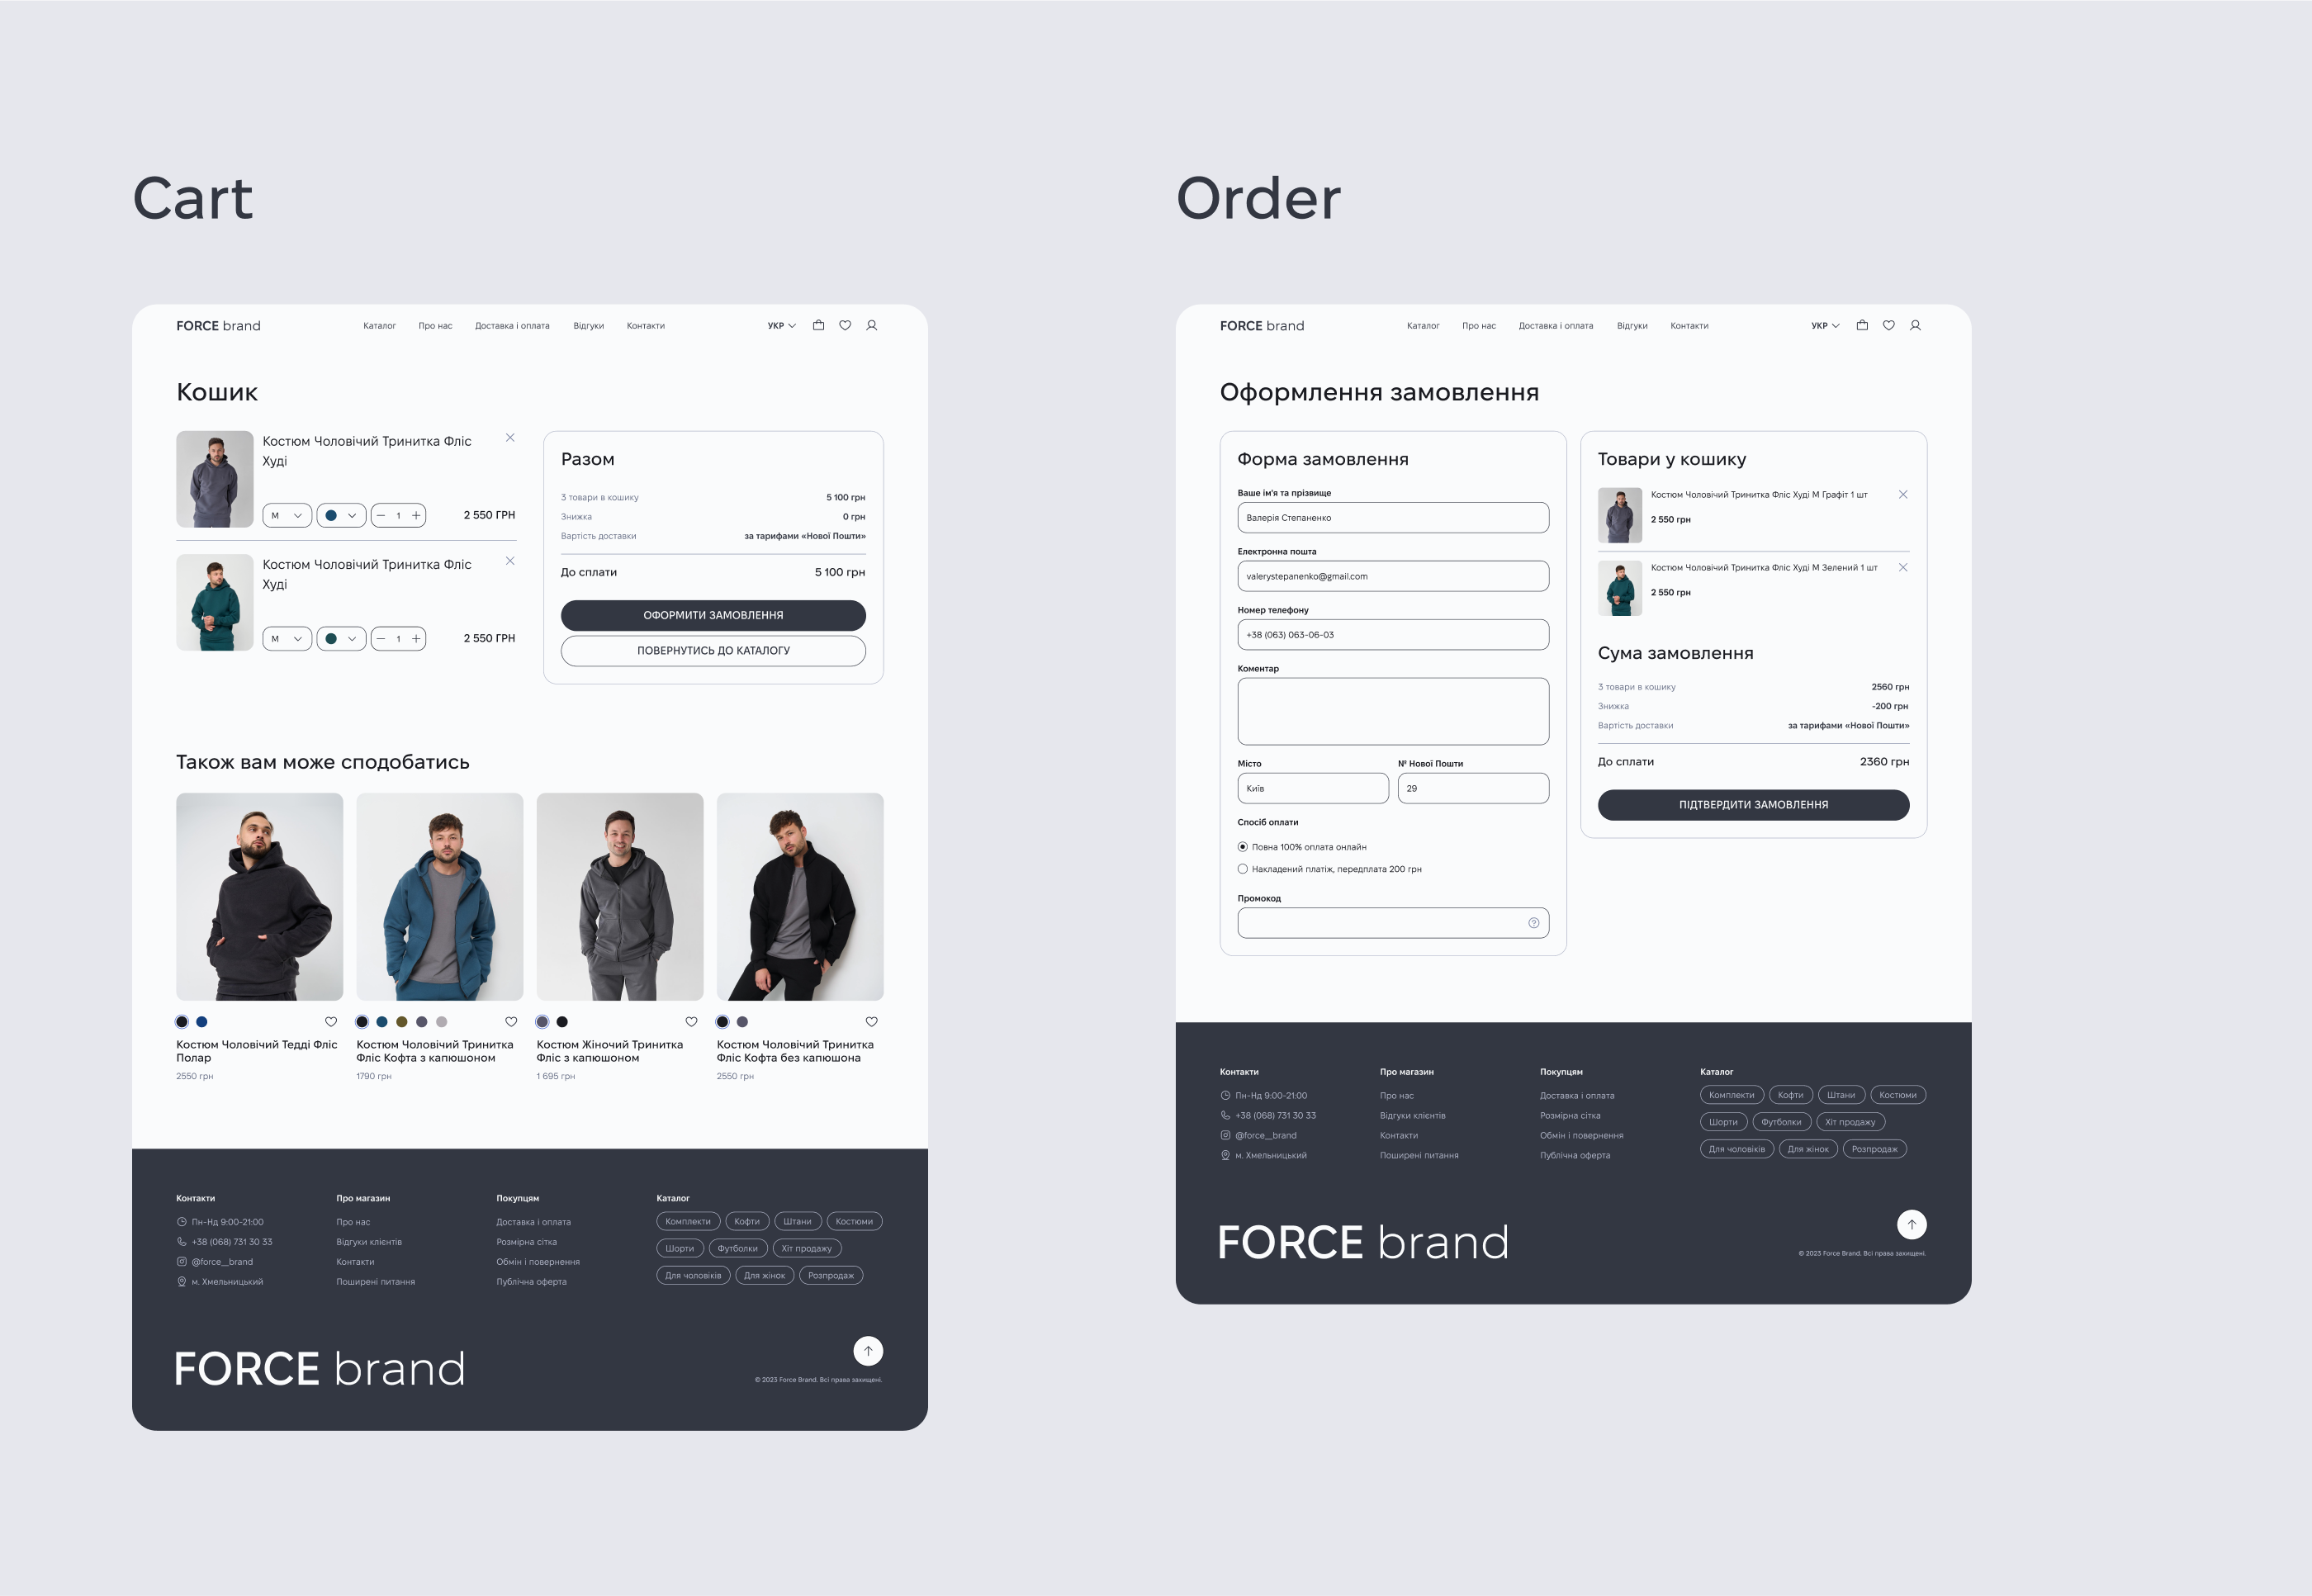 Cart
FORCE brand
Каталог Про нас Доставка і оплата Відгуки Контакти
УКР
Кошик
Костюм Чоловічий Тринитка Фліс
Худі
M
1
2 550 ГРН
Костюм Чоловічий Тринитка Фліс
Худі
M
1
2 550 ГРН
Разом
3 товари в кошику 5 100 грн
Знижка 0 грн
Вартість доставки за тарифами «Нової Пошти»
До сплати 5 100 грн
ОФОРМИТИ ЗАМОВЛЕННЯ
ПОВЕРНУТИСЬ ДО КАТАЛОГУ
Також вам може сподобатись
Костюм Чоловічий Тедді Фліс
Полар
2550 грн
Костюм Чоловічий Тринитка
Фліс Кофта з капюшоном
1790 грн
Костюм Жіночий Тринитка
Фліс з капюшоном
1 695 грн
Костюм Чоловічий Тринитка
Фліс Кофта без капюшона
2550 грн
Контакти
Пн-Нд 9:00-21:00
+38 (068) 731 30 33
@force__brand
м. Хмельницький
Про магазин
Про нас
Відгуки клієнтів
Контакти
Поширені питання
Покупцям
Доставка і оплата
Розмірна сітка
Обмін і повернення
Публічна оферта
Каталог
Комплекти Кофти Штани Костюми
Шорти Футболки Хіт продажу
Для чоловіків Для жінок Розпродаж
FORCE brand
© 2023 Force Brand. Всі права захищені.
Order
FORCE brand
Каталог Про нас Доставка і оплата Відгуки Контакти
УКР
Оформлення замовлення
Форма замовлення
Ваше ім'я та прізвище
Валерія Степаненко
Електронна пошта
valerystepanenko@gmail.com
Номер телефону
+38 (063) 063-06-03
Коментар
Місто
Київ
№ Нової Пошти
29
Спосіб оплати
Повна 100% оплата онлайн
Накладений платіж, передплата 200 грн
Промокод
Товари у кошику
Костюм Чоловічий Тринитка Фліс Худі M Графіт 1 шт
2 550 грн
Костюм Чоловічий Тринитка Фліс Худі M Зелений 1 шт
2 550 грн
Сума замовлення
3 товари в кошику 2560 грн
Знижка -200 грн
Вартість доставки за тарифами «Нової Пошти»
До сплати 2360 грн
ПІДТВЕРДИТИ ЗАМОВЛЕННЯ
Контакти
Пн-Нд 9:00-21:00
+38 (068) 731 30 33
@force__brand
м. Хмельницький
Про магазин
Про нас
Відгуки клієнтів
Контакти
Поширені питання
Покупцям
Доставка і оплата
Розмірна сітка
Обмін і повернення
Публічна оферта
Каталог
Комплекти Кофти Штани Костюми
Шорти Футболки Хіт продажу
Для чоловіків Для жінок Розпродаж
FORCE brand
© 2023 Force Brand. Всі права захищені.